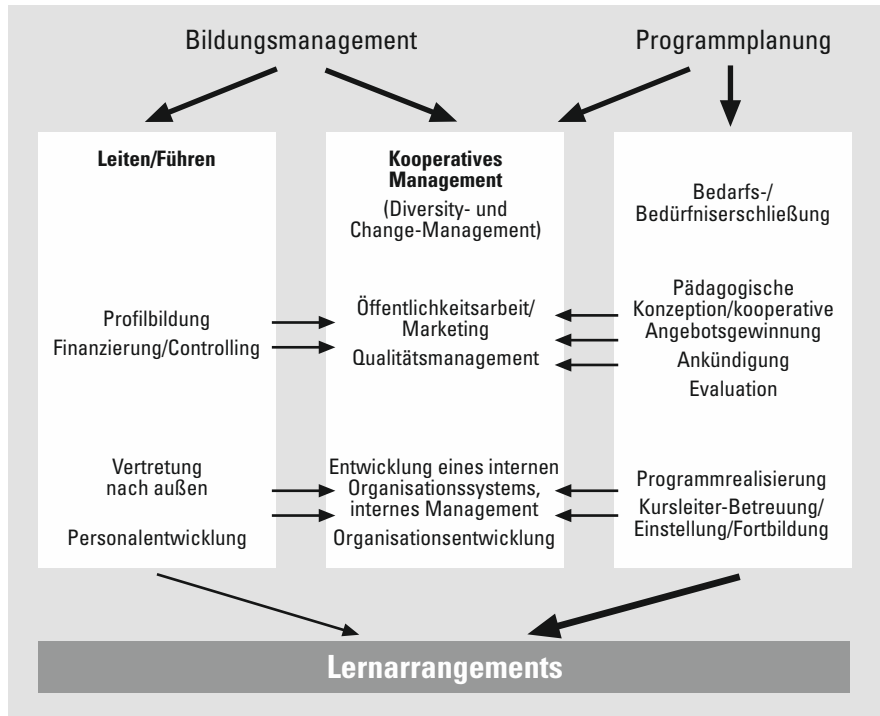 Bildungsmanagement
Programmplanung
Leiten/Führen
Profilbildung
Finanzierung/Controlling
Vertretung
nach außen
Personalentwicklung
Kooperatives
Management
(Diversity- und
Change-Management)
Öffentlichkeitsarbeit/
Marketing
Qualitätsmanagement
Entwicklung eines internen
Organisationssystems,
internes Management
Organisationsentwicklung
Bedarfs-/
Bedürfniserschließung
Pädagogische
Konzeption/kooperative
Angebotsgewinnung
Ankündigung
Evaluation
Programmrealisierung
Kursleiter-Betreuung/
Einstellung/Fortbildung
Lernarrangements